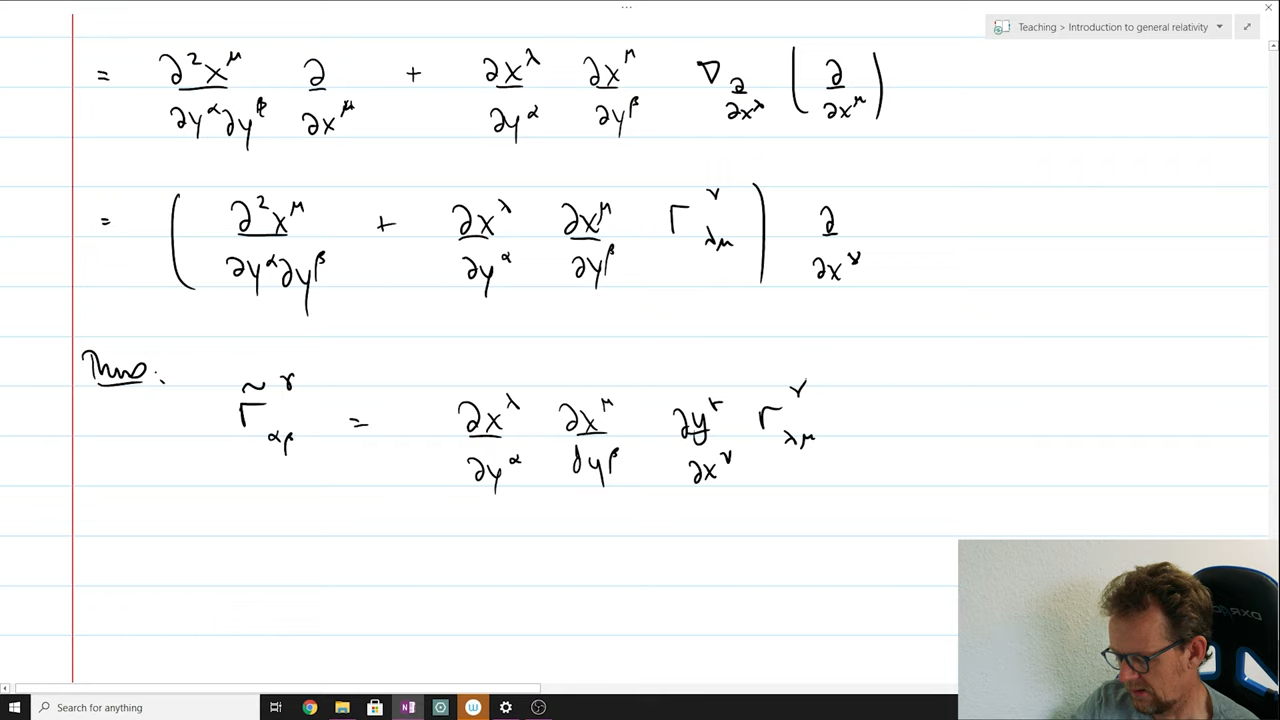 Teaching > Introduction to general relativity
= ∂²x^μ/∂y^α∂y^β ∂/∂x^μ + ∂x^λ/∂y^α ∂x^μ/∂y^β ∇_{∂/∂x^λ} (∂/∂x^μ)
= (∂²x^μ/∂y^α∂y^β + ∂x^λ/∂y^α ∂x^μ/∂y^β Γ^ν_{λμ}) ∂/∂x^ν
Thus:
Γ̃^γ_{αβ} = ∂x^λ/∂y^α ∂x^μ/∂y^β ∂y^γ/∂x^ν Γ^ν_{λμ}
Search for anything